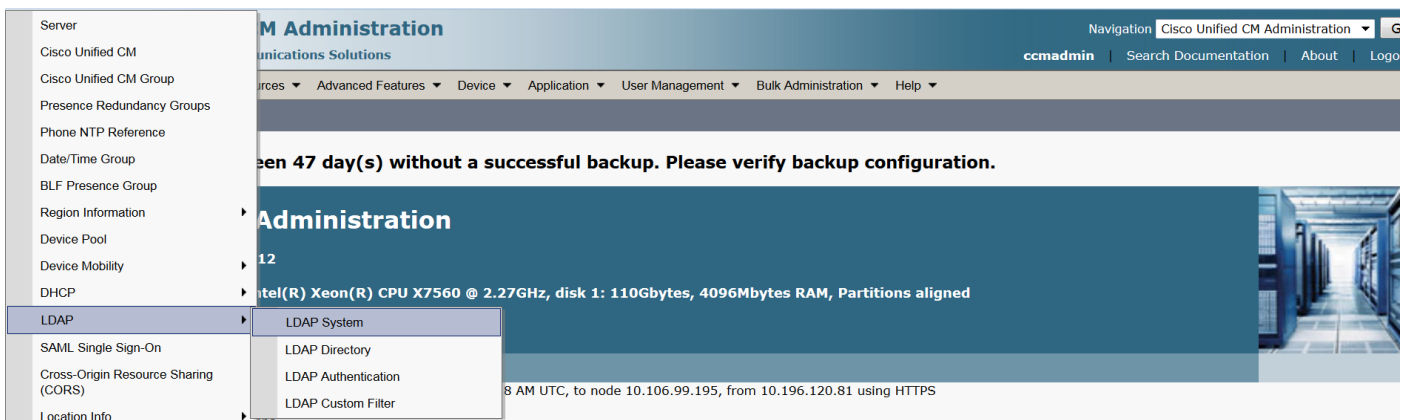 Server
Cisco Unified CM
Cisco Unified CM Group
Presence Redundancy Groups
Phone NTP Reference
Date/Time Group
BLF Presence Group
Region Information
Device Pool
Device Mobility
DHCP
LDAP
SAML Single Sign-On
Cross-Origin Resource Sharing
(CORS)
Location Info
LDAP System
LDAP Directory
LDAP Authentication
LDAP Custom Filter
M Administration
unications Solutions
Navigation Cisco Unified CM Administration G
ccmadmin | Search Documentation | About | Logo
urces Advanced Features Device Application User Management Bulk Administration Help
een 47 day(s) without a successful backup. Please verify backup configuration.
Administration
12
ntel(R) Xeon(R) CPU X7560 @ 2.27GHz, disk 1: 110Gbytes, 4096Mbytes RAM, Partitions aligned
8 AM UTC, to node 10.106.99.195, from 10.196.120.81 using HTTPS